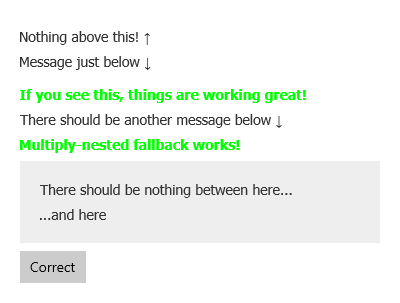 Nothing above this! ↑
Message just below ↓
If you see this, things are working great!
There should be another message below ↓
Multiply-nested fallback works!
There should be nothing between here...
...and here
Correct